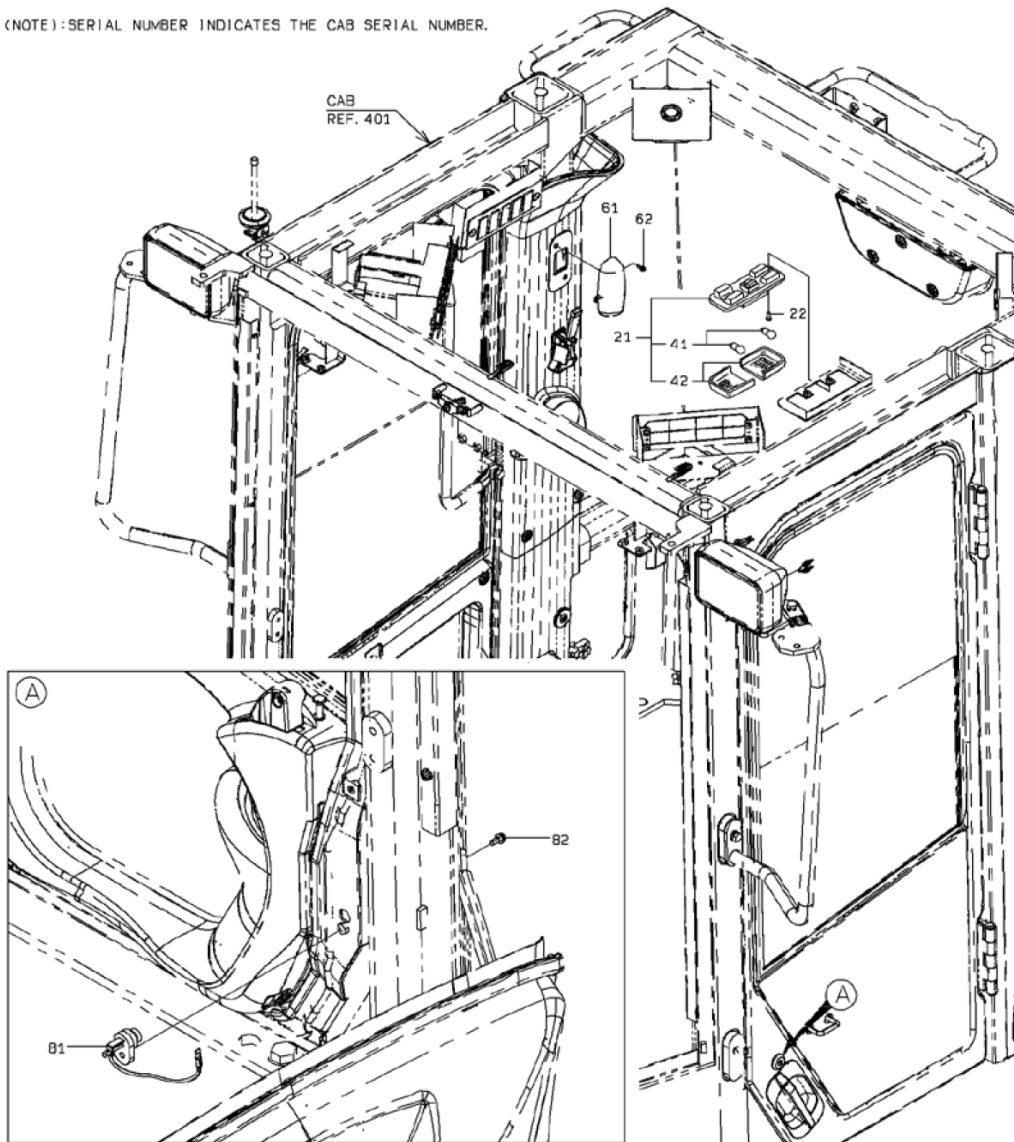 (NOTE):SERIAL NUMBER INDICATES THE CAB SERIAL NUMBER.
CAB
REF. 401
61
62
22
21
41
42
A
82
A
81